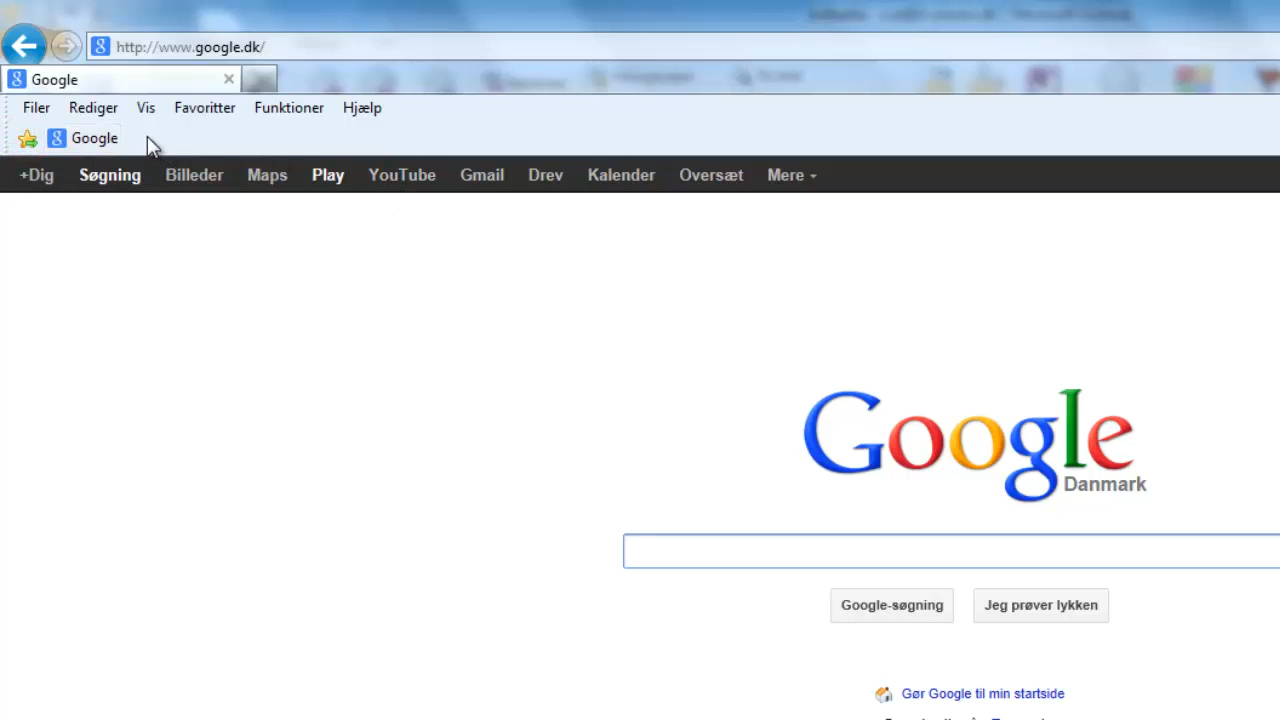 http://www.google.dk/
Google
Filer Rediger Vis Favoritter Funktioner Hjælp
Google
+Dig Søgning Billeder Maps Play YouTube Gmail Drev Kalender Oversæt Mere
Google
Danmark
Google-søgning Jeg prøver lykken
Gør Google til min startside